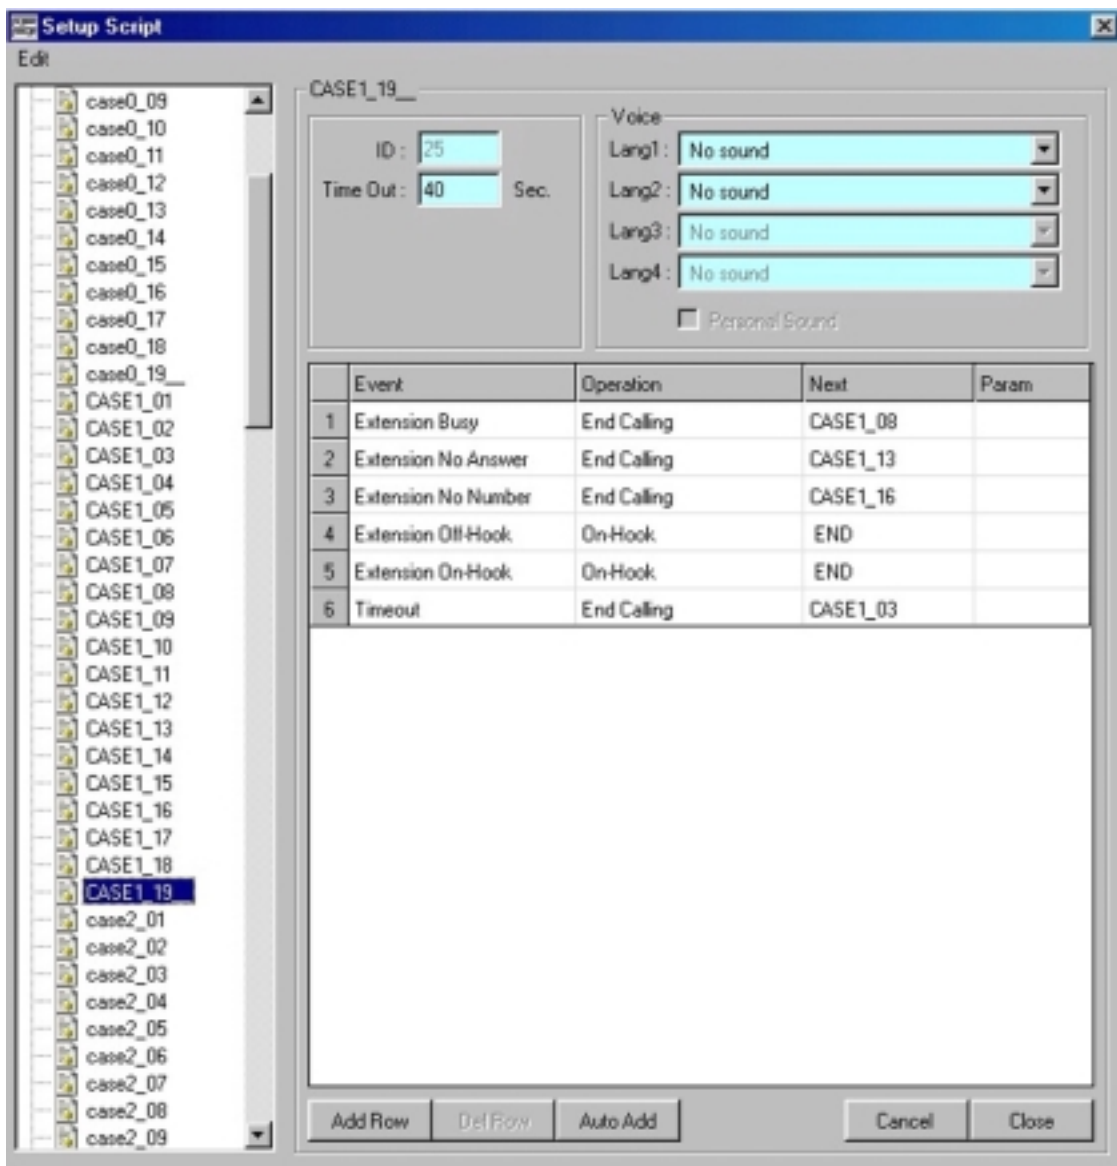 Setup Script
Edit
case0_09
case0_10
case0_11
case0_12
case0_13
case0_14
case0_15
case0_16
case0_17
case0_18
case0_19__
CASE1_01
CASE1_02
CASE1_03
CASE1_04
CASE1_05
CASE1_06
CASE1_07
CASE1_08
CASE1_09
CASE1_10
CASE1_11
CASE1_12
CASE1_13
CASE1_14
CASE1_15
CASE1_16
CASE1_17
CASE1_18
CASE1_19__
case2_01
case2_02
case2_03
case2_04
case2_05
case2_06
case2_07
case2_08
case2_09
CASE1_19__
ID : 25
Time Out : 40 Sec.
Voice
Lang1 : No sound
Lang2 : No sound
Lang3 : No sound
Lang4 : No sound
Personal Sound
Event Operation Next Param
1 Extension Busy End Calling CASE1_08
2 Extension No Answer End Calling CASE1_13
3 Extension No Number End Calling CASE1_16
4 Extension Off-Hook On-Hook END
5 Extension On-Hook On-Hook END
6 Timeout End Calling CASE1_03
Add Row Del Row Auto Add Cancel Close